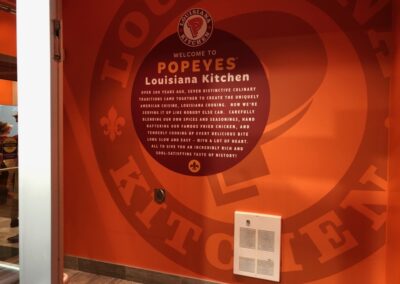 LOUISIANA
KITCHEN
WELCOME TO
POPEYES
Louisiana Kitchen
OVER 300 YEARS AGO, SEVEN DISTINCTIVE CULINARY
TRADITIONS CAME TOGETHER TO CREATE THE UNIQUELY
AMERICAN CUISINE, LOUISIANA COOKING. NOW WE'RE
SERVING IT UP LIKE NOBODY ELSE CAN. CAREFULLY
BLENDING OUR OWN SPICES AND SEASONINGS, HAND
BATTERING OUR FAMOUS FRIED CHICKEN, AND
TENDERLY COOKING UP EVERY DELICIOUS BITE
LONG SLOW AND EASY – WITH A LOT OF HEART.
ALL TO GIVE YOU AN INCREDIBLY RICH AND
SOUL-SATISFYING TASTE OF HISTORY!
KITCHEN